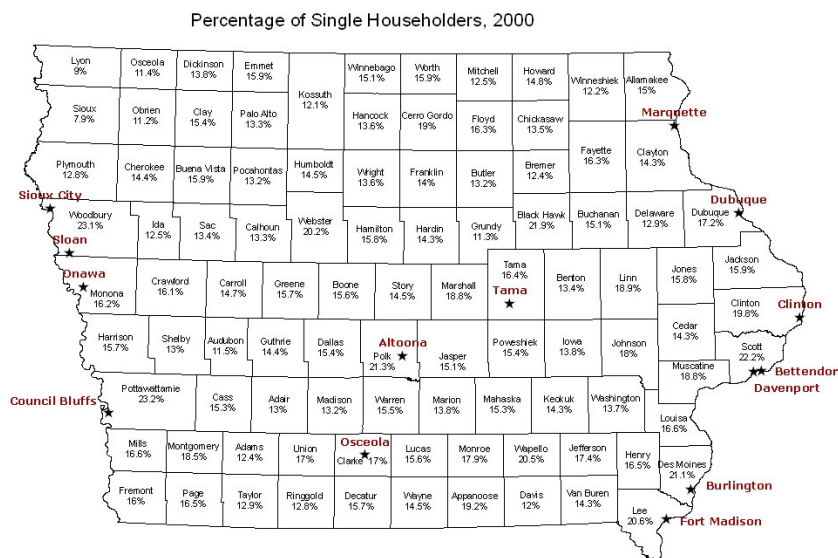 Percentage of Single Householders, 2000
Lyon
9%
Osceola
11.4%
Dickinson
13.8%
Emmet
15.9%
Kossuth
12.1%
Winnebago
15.1%
Worth
15.9%
Mitchell
12.5%
Howard
14.8%
Winneshiek
12.2%
Allamakee
15%
Marquette
Sioux
7.9%
Obrien
11.2%
Clay
15.4%
Palo Alto
13.3%
Hancock
13.6%
Cerro Gordo
19%
Floyd
16.3%
Chickasaw
13.5%
Fayette
16.3%
Clayton
14.3%
Plymouth
12.8%
Cherokee
14.4%
Buena Vista
15.9%
Pocahontas
13.2%
Humboldt
14.5%
Wright
13.6%
Franklin
14%
Butler
13.2%
Bremer
12.4%
Sioux City
Woodbury
23.1%
Ida
12.5%
Sac
13.4%
Calhoun
13.3%
Webster
20.2%
Hamilton
15.8%
Hardin
14.3%
Grundy
11.3%
Black Hawk
21.9%
Buchanan
15.1%
Delaware
12.9%
Dubuque
Dubuque
17.2%
Sloan
Onawa
Monona
16.2%
Crawford
16.1%
Carroll
14.7%
Greene
15.7%
Boone
15.6%
Story
14.5%
Marshall
18.8%
Tama
16.4%
Tama
Benton
13.4%
Linn
18.9%
Jones
15.8%
Jackson
15.9%
Clinton
19.8%
Clinton
Harrison
15.7%
Shelby
13%
Audubon
11.5%
Guthrie
14.4%
Dallas
15.4%
Altoona
Polk
21.3%
Jasper
15.1%
Poweshiek
15.4%
Iowa
13.8%
Johnson
18%
Cedar
14.3%
Scott
22.2%
Bettendorf
Davenport
Muscatine
18.8%
Pottawattamie
23.2%
Council Bluffs
Cass
15.3%
Adair
13%
Madison
13.2%
Warren
15.5%
Marion
13.8%
Mahaska
15.3%
Keokuk
14.3%
Washington
13.7%
Louisa
16.6%
Mills
16.6%
Montgomery
18.5%
Adams
12.4%
Union
17%
Osceola
Clarke 17%
Lucas
15.6%
Monroe
17.9%
Wapello
20.5%
Jefferson
17.4%
Henry
16.5%
Des Moines
21.1%
Burlington
Fremont
16%
Page
16.5%
Taylor
12.9%
Ringgold
12.8%
Decatur
15.7%
Wayne
14.5%
Appanoose
19.2%
Davis
12%
Van Buren
14.3%
Lee
20.6%
Fort Madison